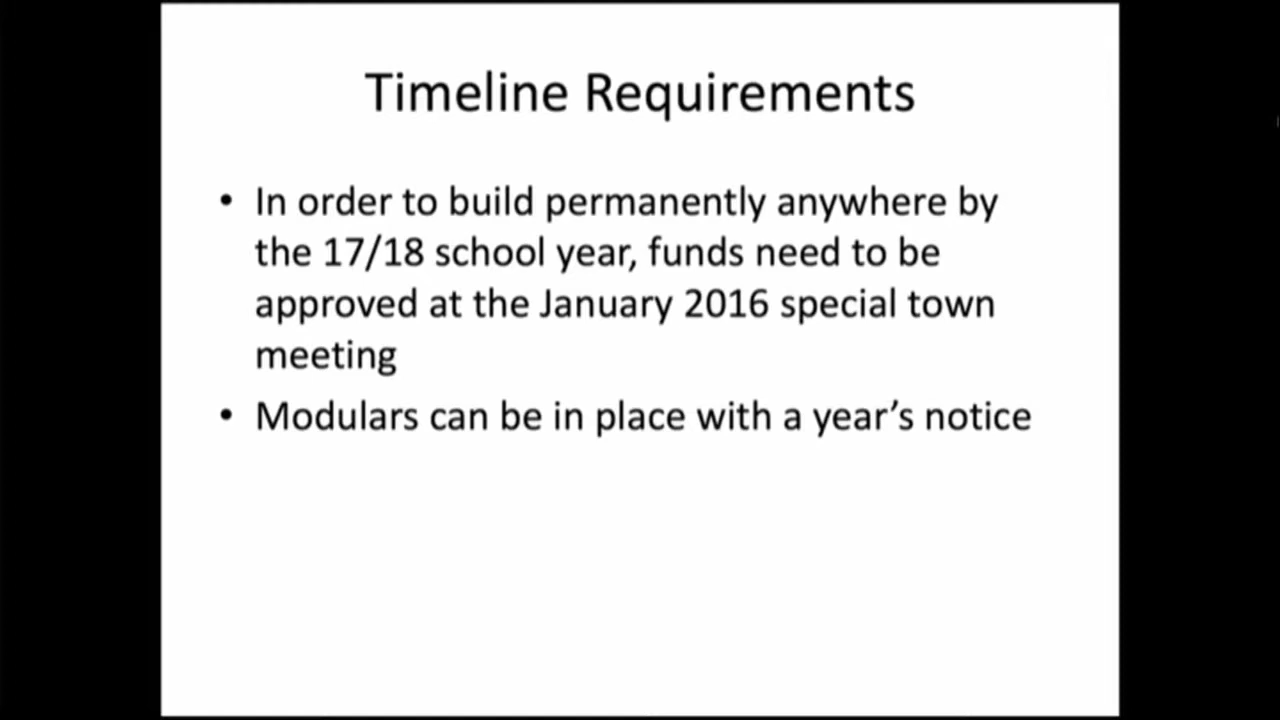 Timeline Requirements
• In order to build permanently anywhere by
the 17/18 school year, funds need to be
approved at the January 2016 special town
meeting
• Modulars can be in place with a year’s notice